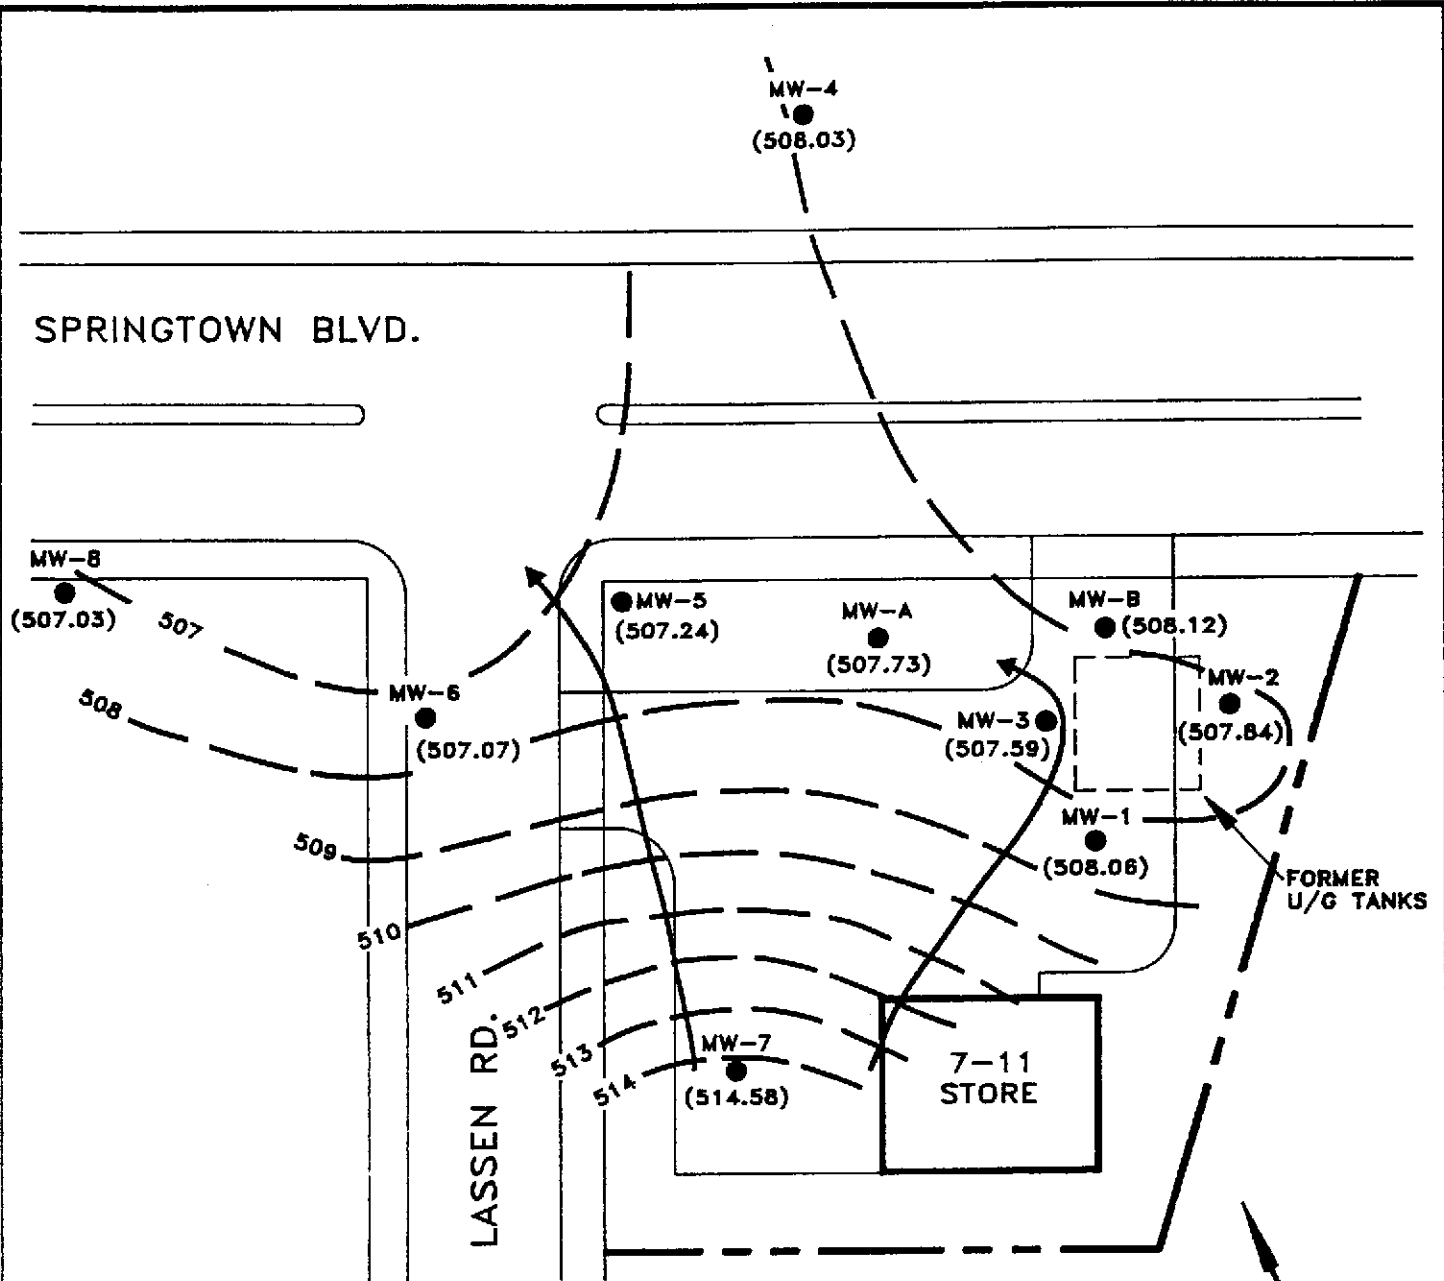 MW-4
(508.03)
SPRINGTOWN BLVD.
MW-8
(507.03)
507
MW-5
(507.24)
MW-A
(507.73)
MW-B
(508.12)
MW-2
(507.84)
508
MW-6
(507.07)
MW-3
(507.59)
MW-1
(508.06)
509
FORMER
U/G TANKS
510
511
512
513
514
LASSEN RD.
MW-7
(514.58)
7-11
STORE